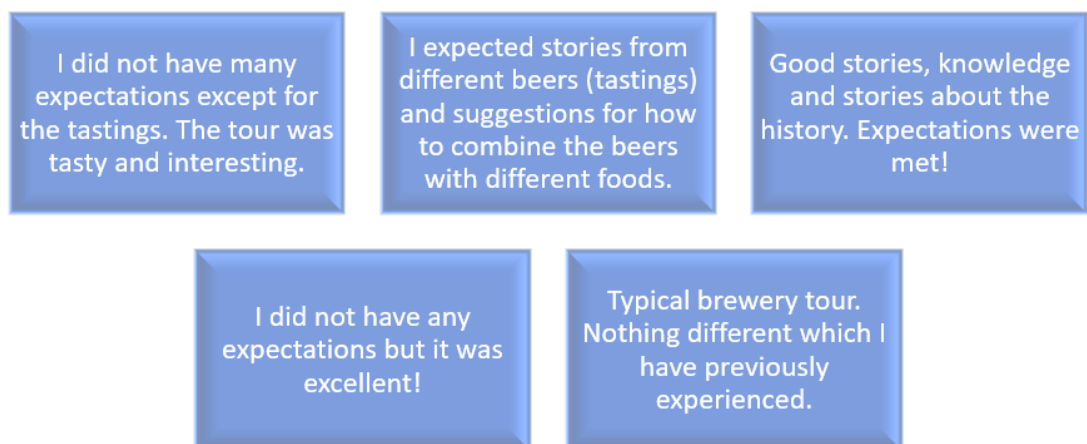 I did not have many
expectations except for
the tastings. The tour was
tasty and interesting.
I expected stories from
different beers (tastings)
and suggestions for how
to combine the beers
with different foods.
Good stories, knowledge
and stories about the
history. Expectations were
met!
I did not have any
expectations but it was
excellent!
Typical brewery tour.
Nothing different which I
have previously
experienced.